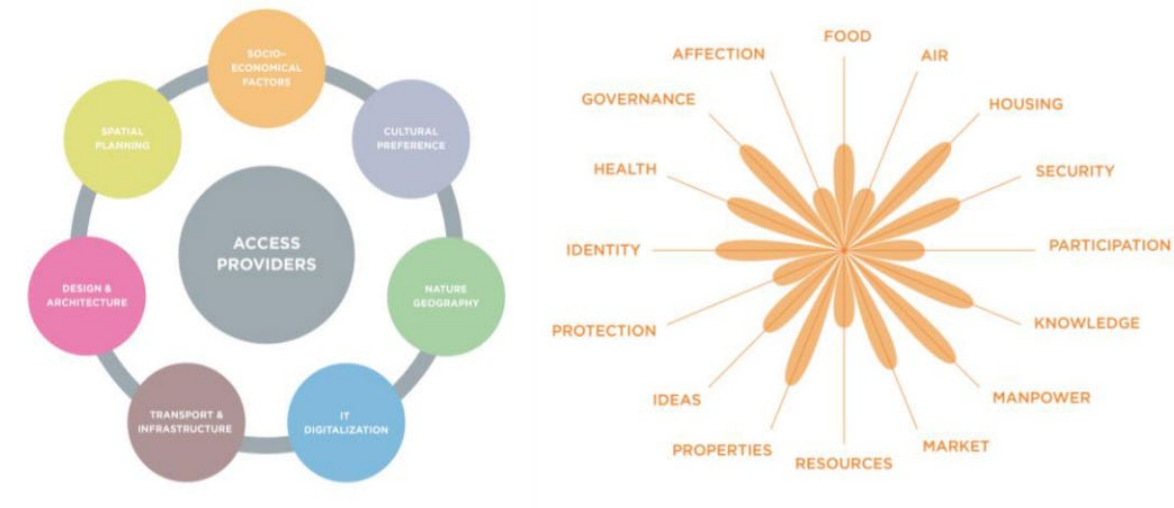 SOCIO-
ECONOMICAL
FACTORS
CULTURAL
PREFERENCE
NATURE
GEOGRAPHY
IT
DIGITALIZATION
TRANSPORT &
INFRASTRUCTURE
DESIGN &
ARCHITECTURE
SPATIAL
PLANNING
ACCESS
PROVIDERS
FOOD
AIR
HOUSING
SECURITY
PARTICIPATION
KNOWLEDGE
MANPOWER
MARKET
RESOURCES
PROPERTIES
IDEAS
PROTECTION
IDENTITY
HEALTH
GOVERNANCE
AFFECTION